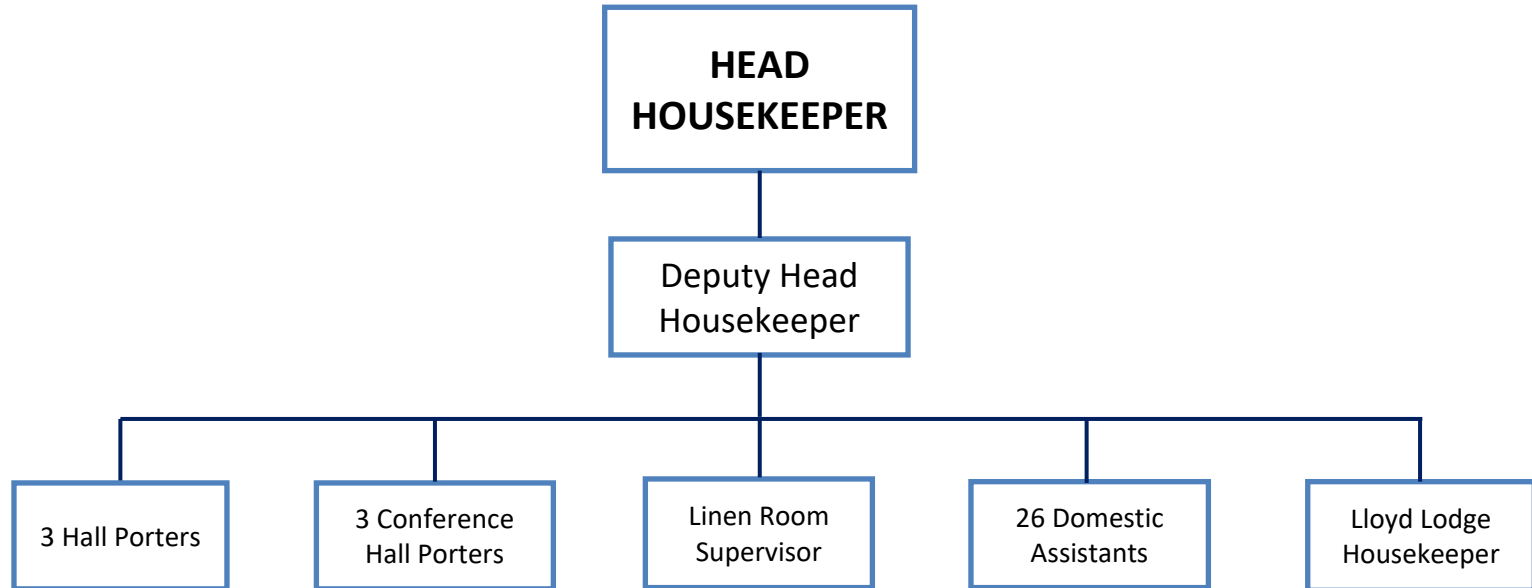 HEAD
HOUSEKEEPER
Deputy Head
Housekeeper
3 Hall Porters
3 Conference
Hall Porters
Linen Room
Supervisor
26 Domestic
Assistants
Lloyd Lodge
Housekeeper